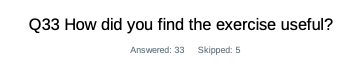 Q33 How did you find the exercise useful?
Answered: 33 Skipped: 5